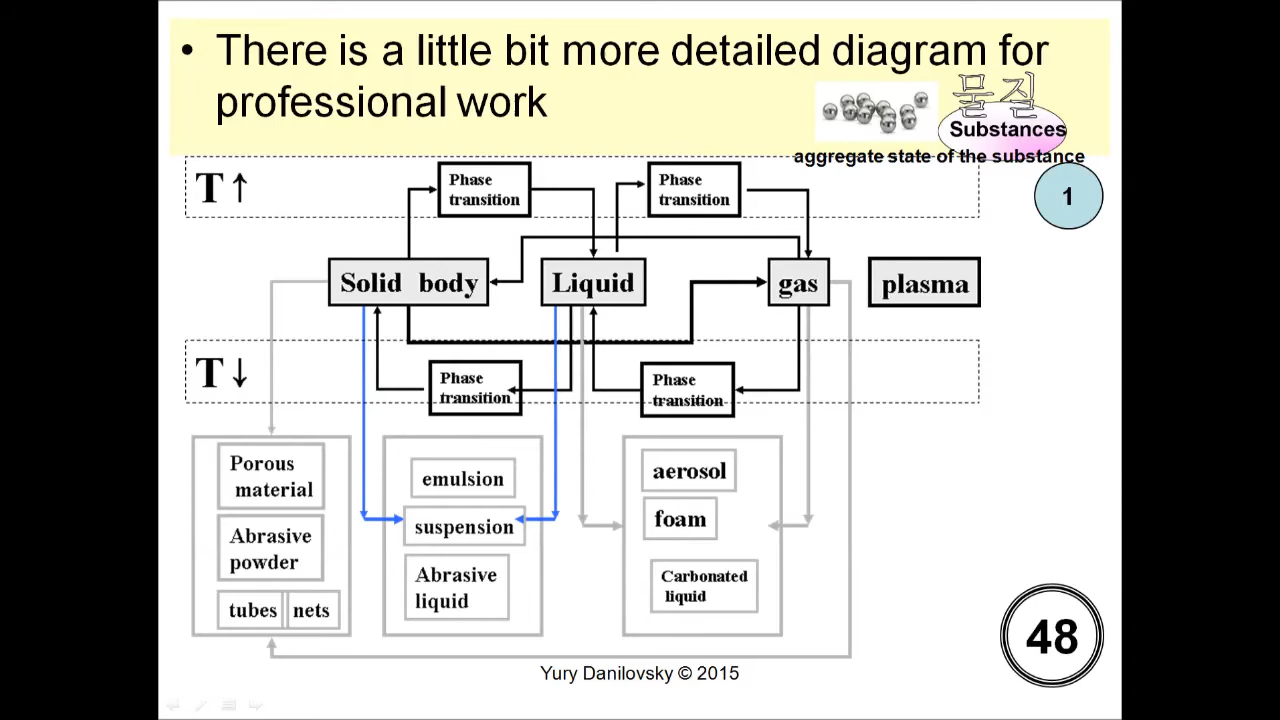 • There is a little bit more detailed diagram for
professional work
물질
Substances
aggregate state of the substance
1
T ↑
Phase
transition
Phase
transition
Solid body
Liquid
gas
plasma
T ↓
Phase
transition
Phase
transition
Porous
material
Abrasive
powder
tubes
nets
emulsion
suspension
Abrasive
liquid
aerosol
foam
Carbonated
liquid
48
Yury Danilovsky © 2015